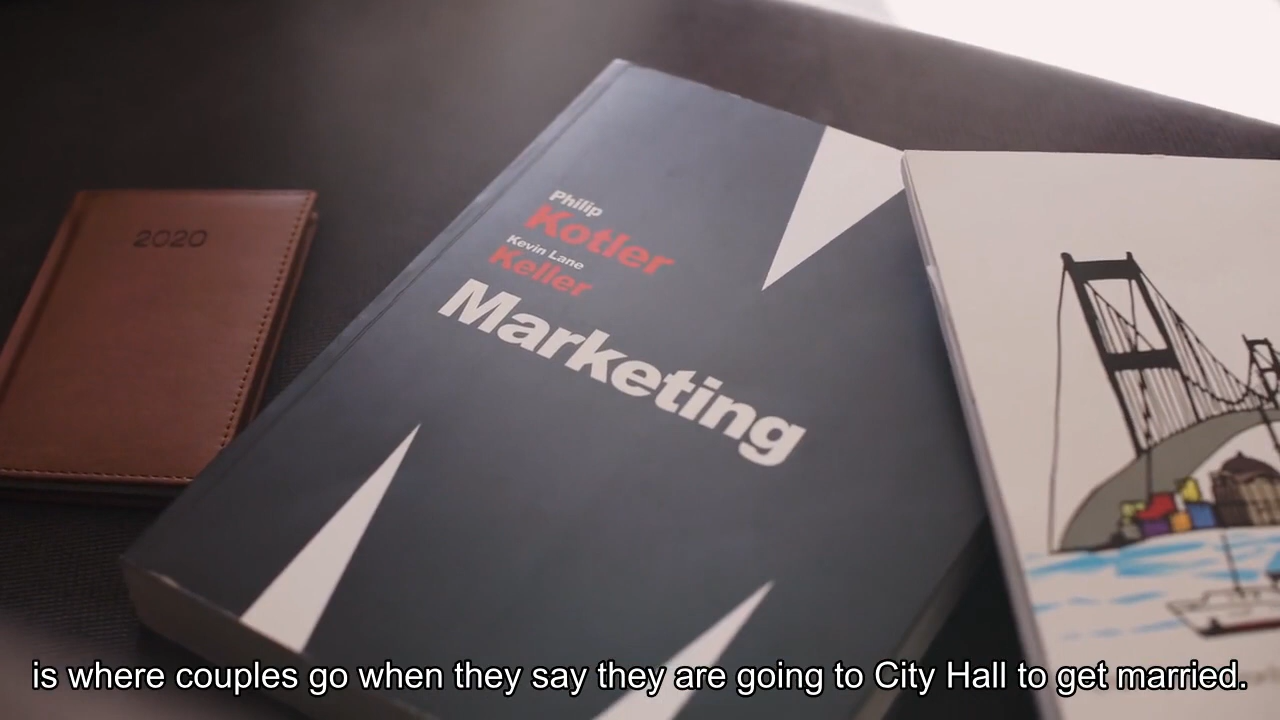 2020
Philip
Kotler
Kevin Lane
Keller
Marketing
is where couples go when they say they are going to City Hall to get married.